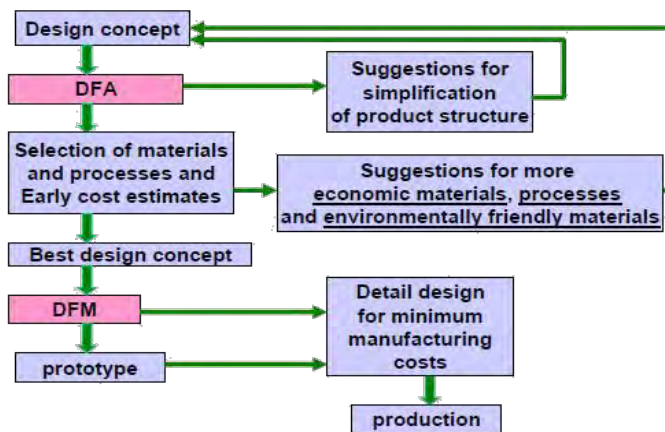 Design concept
DFA
Suggestions for
simplification
of product structure
Selection of materials
and processes and
Early cost estimates
Suggestions for more
economic materials, processes
and environmentally friendly materials
Best design concept
DFM
Detail design
for minimum
manufacturing
costs
prototype
production